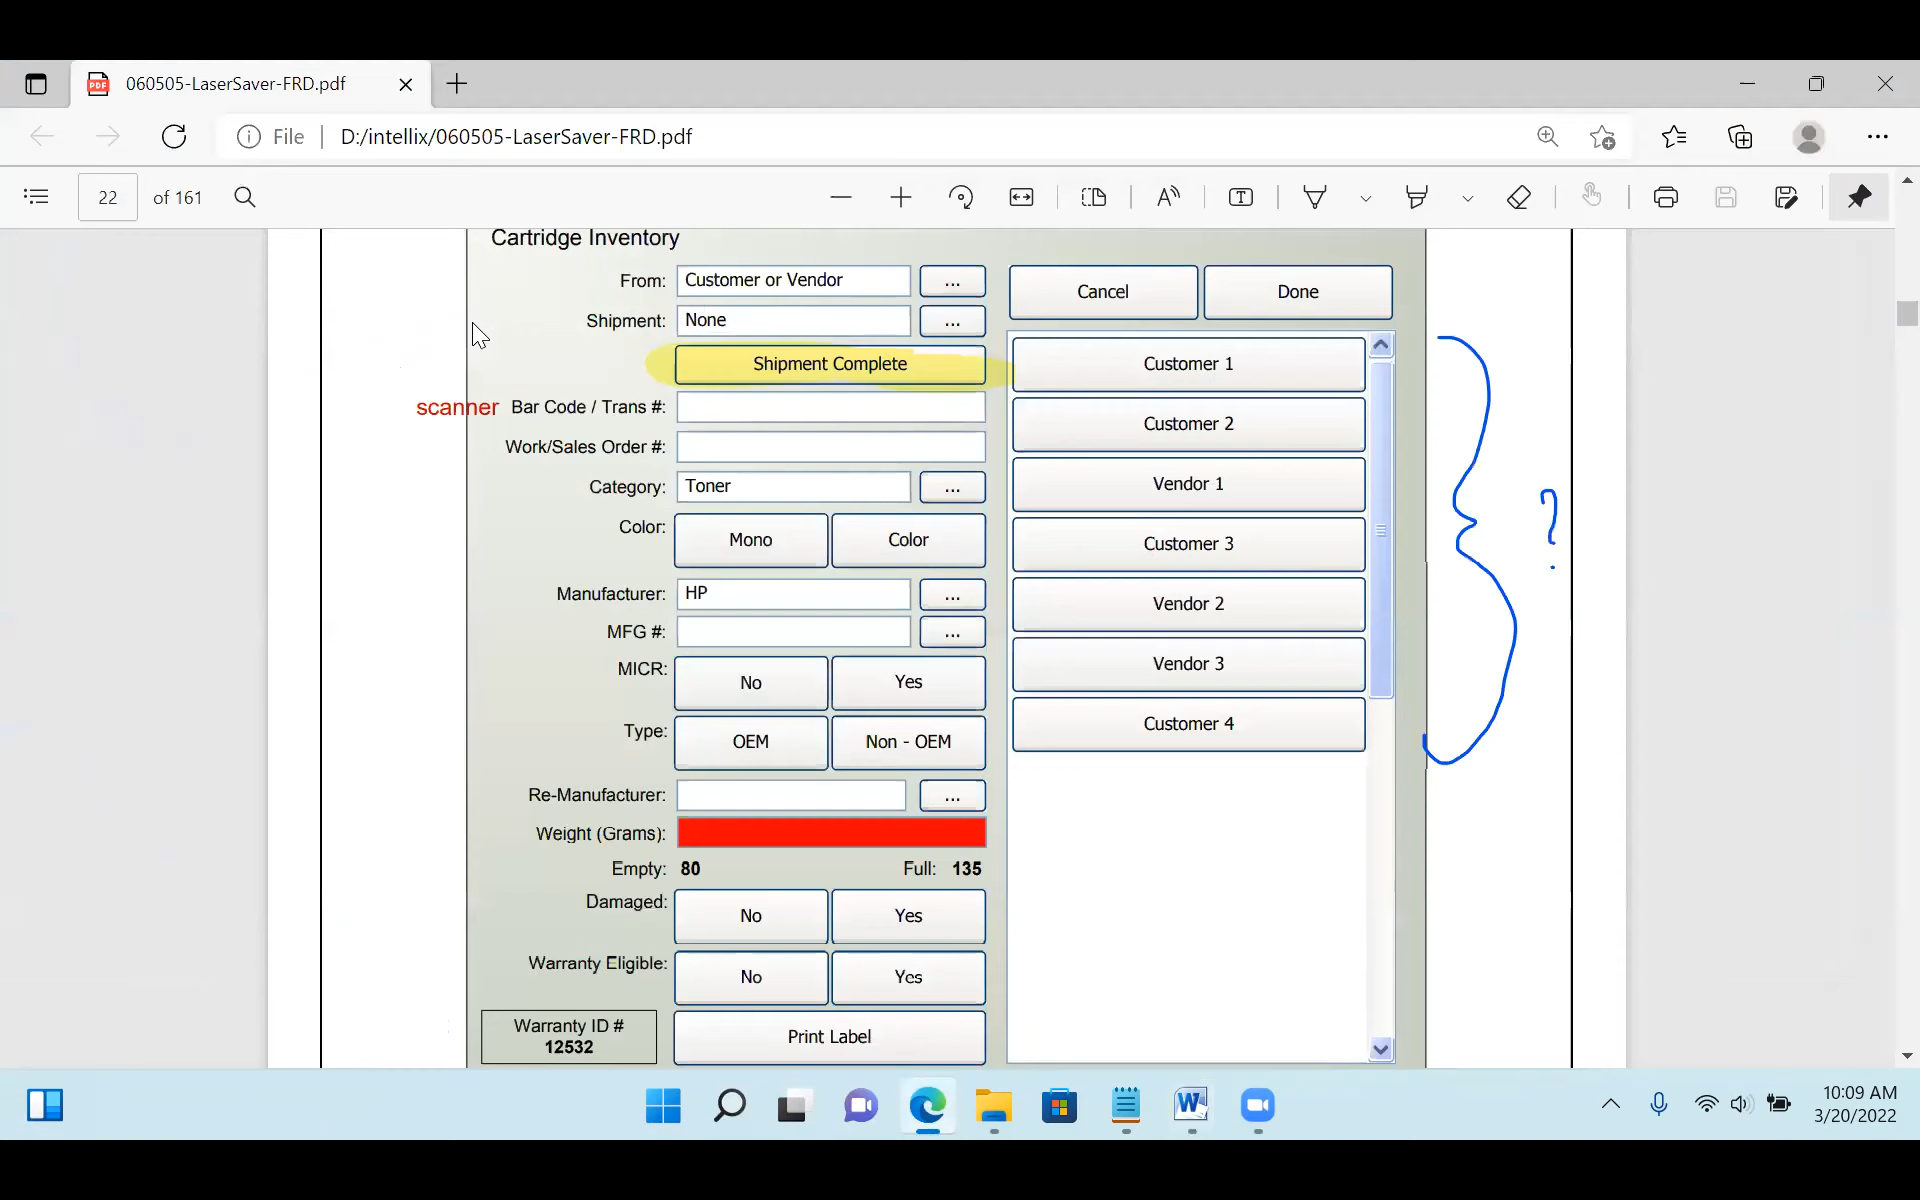 060505-LaserSaver-FRD.pdf
File D:/intellix/060505-LaserSaver-FRD.pdf
22 of 161
Cartridge Inventory
From: Customer or Vendor ...
Shipment: None ...
Shipment Complete
scanner Bar Code / Trans #:
Work/Sales Order #:
Category: Toner ...
Color: Mono Color
Manufacturer: HP ...
MFG #: ...
MICR: No Yes
Type: OEM Non - OEM
Re-Manufacturer: ...
Weight (Grams):
Empty: 80 Full: 135
Damaged: No Yes
Warranty Eligible: No Yes
Warranty ID #
12532
Print Label
Cancel Done
Customer 1
Customer 2
Vendor 1
Customer 3
Vendor 2
Vendor 3
Customer 4
?
10:09 AM
3/20/2022